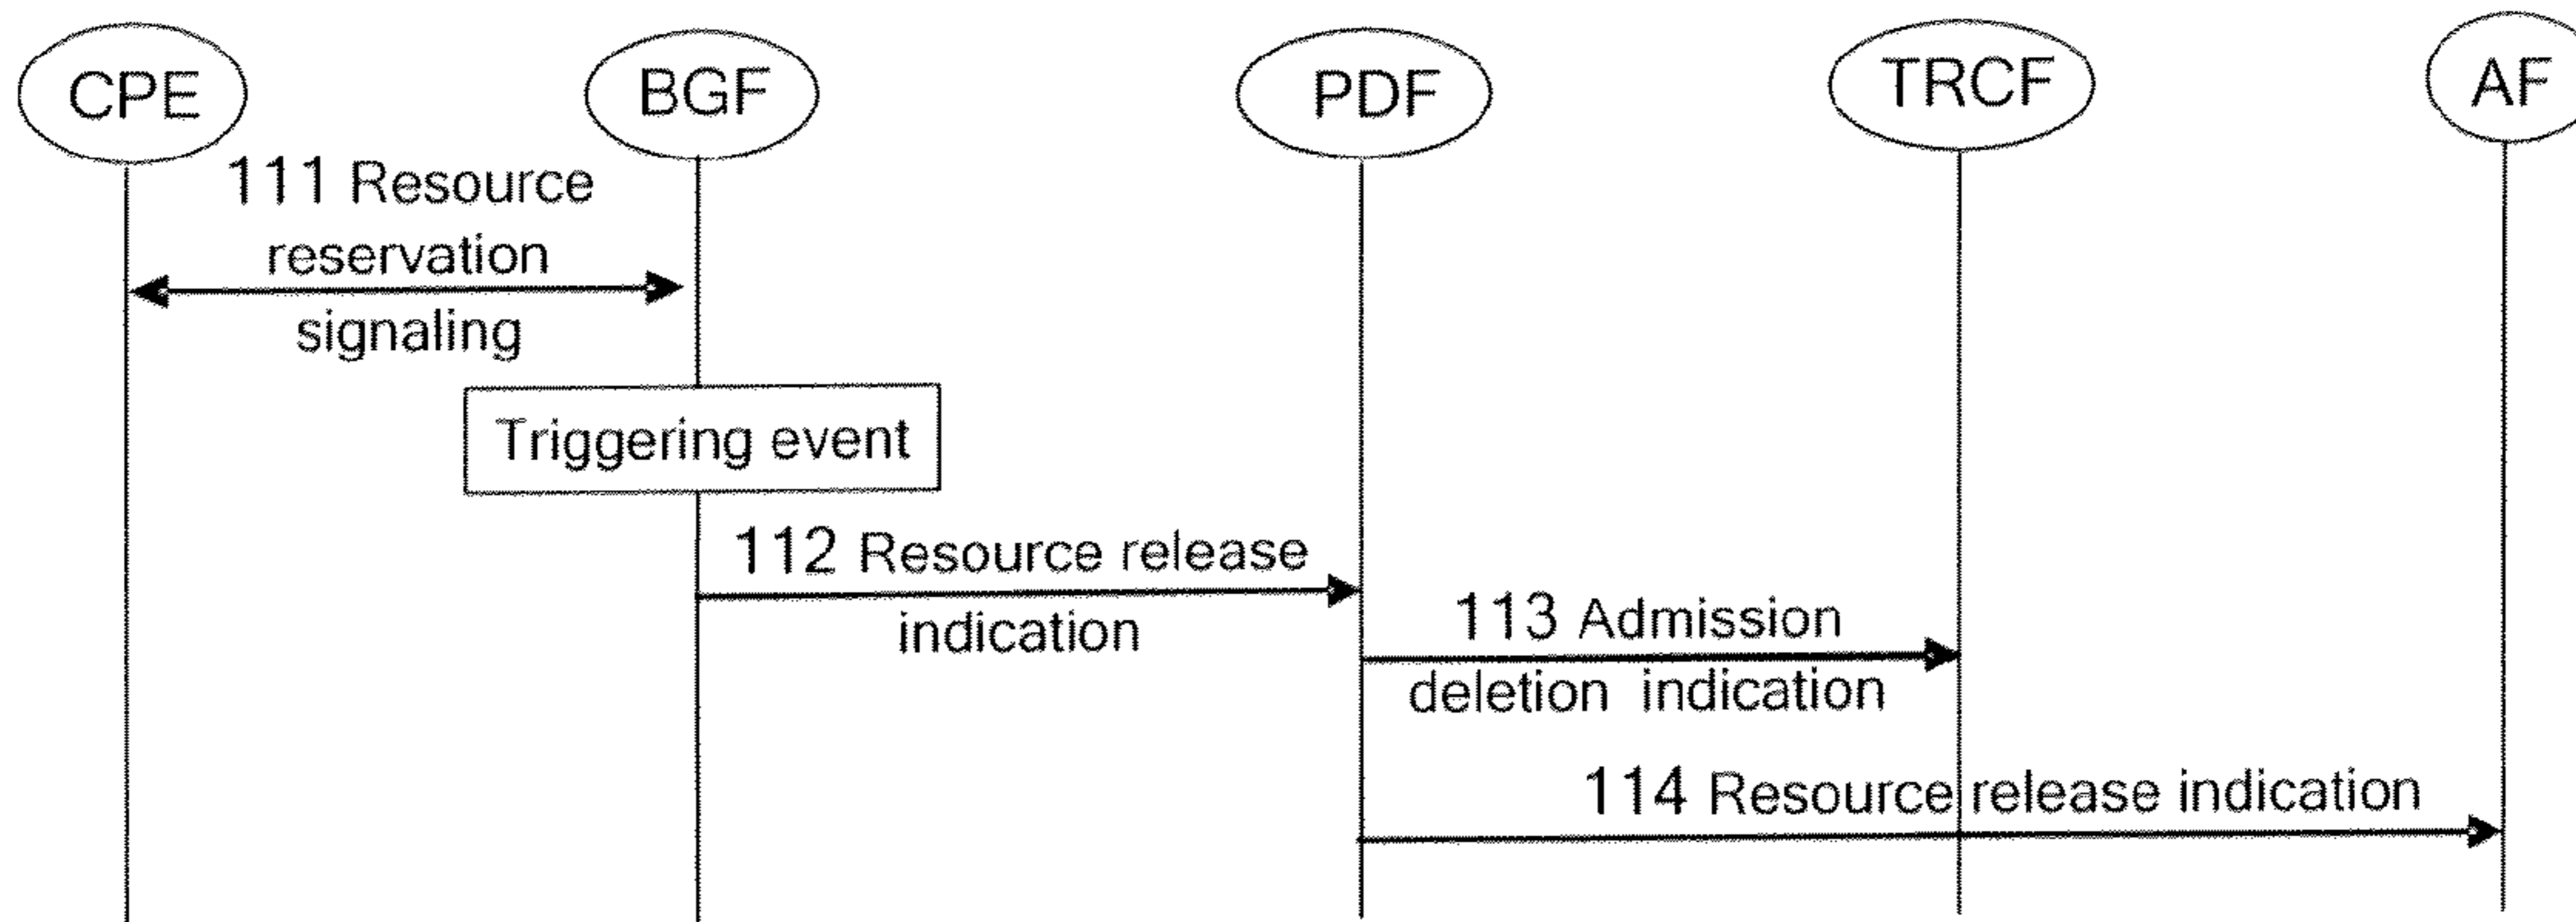 CPE
BGF
PDF
TRCF
AF
111 Resource
reservation
signaling
Triggering event
112 Resource release
indication
113 Admission
deletion indication
114 Resource release indication